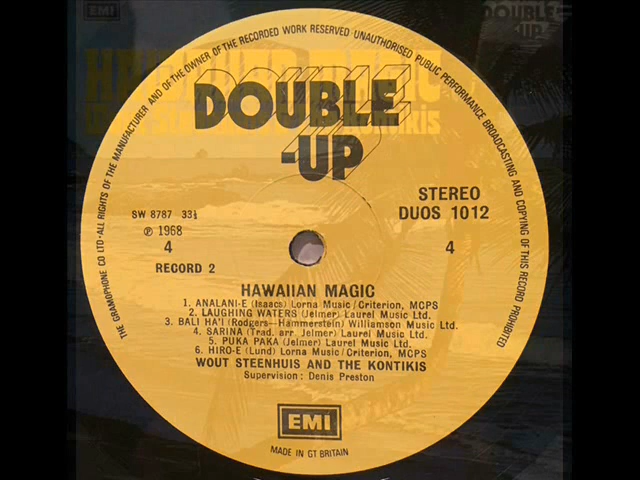 EMI
DOUBLE
-UP
THE GRAMOPHONE CO LTD·ALL RIGHTS OF THE MANUFACTURER AND OF THE OWNER OF THE RECORDED WORK RESERVED·UNAUTHORISED PUBLIC PERFORMANCE BROADCASTING AND COPYING OF THIS RECORD PROHIBITED
DOUBLE
-UP
Kontikis
STEREO
DUOS 1012
SW 8787 33⅓
℗ 1968
4
4
RECORD 2
HAWAIIAN MAGIC
1. ANALANI-E (Isaacs) Lorna Music/Criterion, MCPS
2. LAUGHING WATERS (Jelmer) Laurel Music Ltd.
3. BALI HA'I (Rodgers-Hammerstein) Williamson Music Ltd.
4. SARINA (Trad. arr. Jelmer) Laurel Music Ltd.
5. PUKA PAKA (Jelmer) Laurel Music Ltd.
6. HIRO-E (Lund) Lorna Music/Criterion, MCPS
WOUT STEENHUIS AND THE KONTIKIS
Supervision: Denis Preston
EMI
MADE IN GT BRITAIN